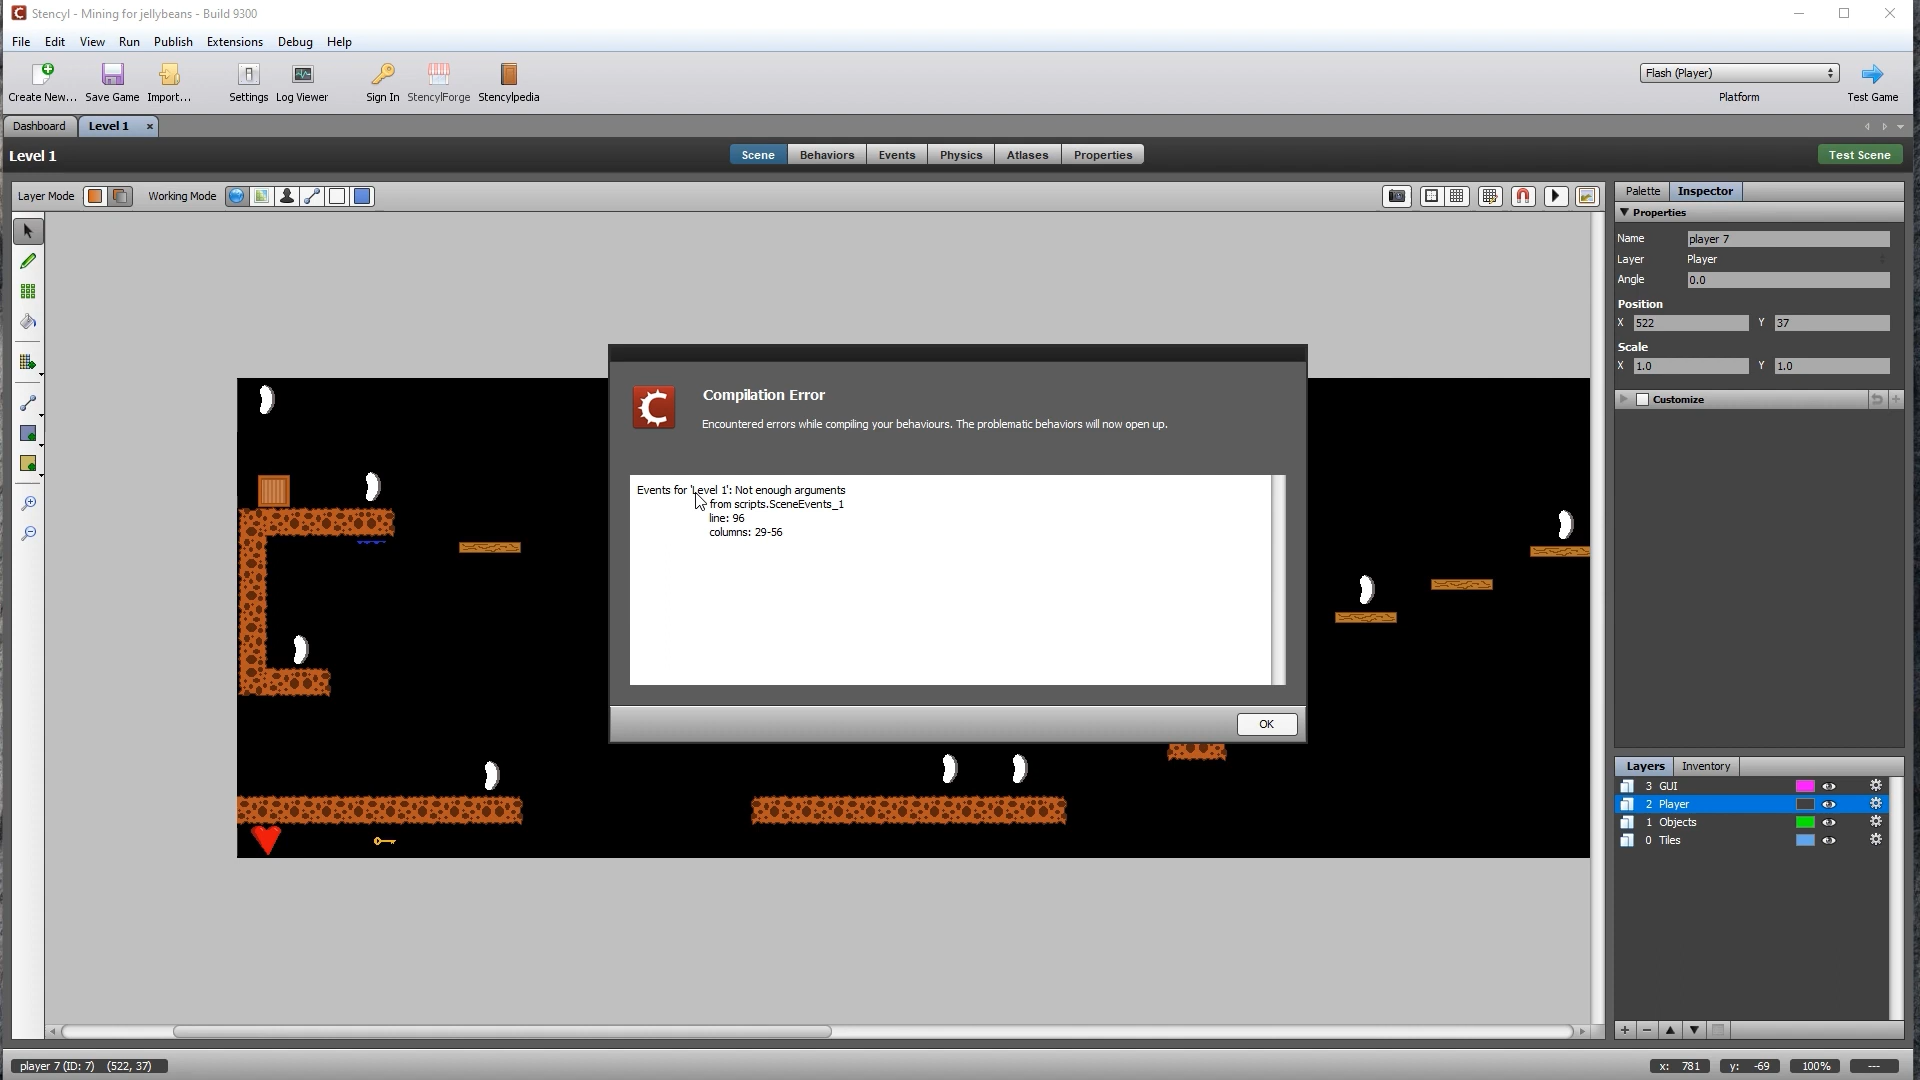 Stencyl - Mining for jellybeans - Build 9300
File Edit View Run Publish Extensions Debug Help
Create New... Save Game Import... Settings Log Viewer Sign In StencylForge Stencylpedia
Flash (Player)
Platform
Test Game
Dashboard Level 1
Level 1
Scene Behaviors Events Physics Atlases Properties
Test Scene
Layer Mode Working Mode
Palette Inspector
Properties
Name player 7
Layer Player
Angle 0.0
Position
X 522 Y 37
Scale
X 1.0 Y 1.0
Customize
Compilation Error
Encountered errors while compiling your behaviours. The problematic behaviors will now open up.
Events for 'Level 1': Not enough arguments
from scripts.SceneEvents_1
line: 96
columns: 29-56
OK
Layers Inventory
3 GUI
2 Player
1 Objects
0 Tiles
player 7 (ID: 7) (522, 37)
x: 781 y: -69 100% ---